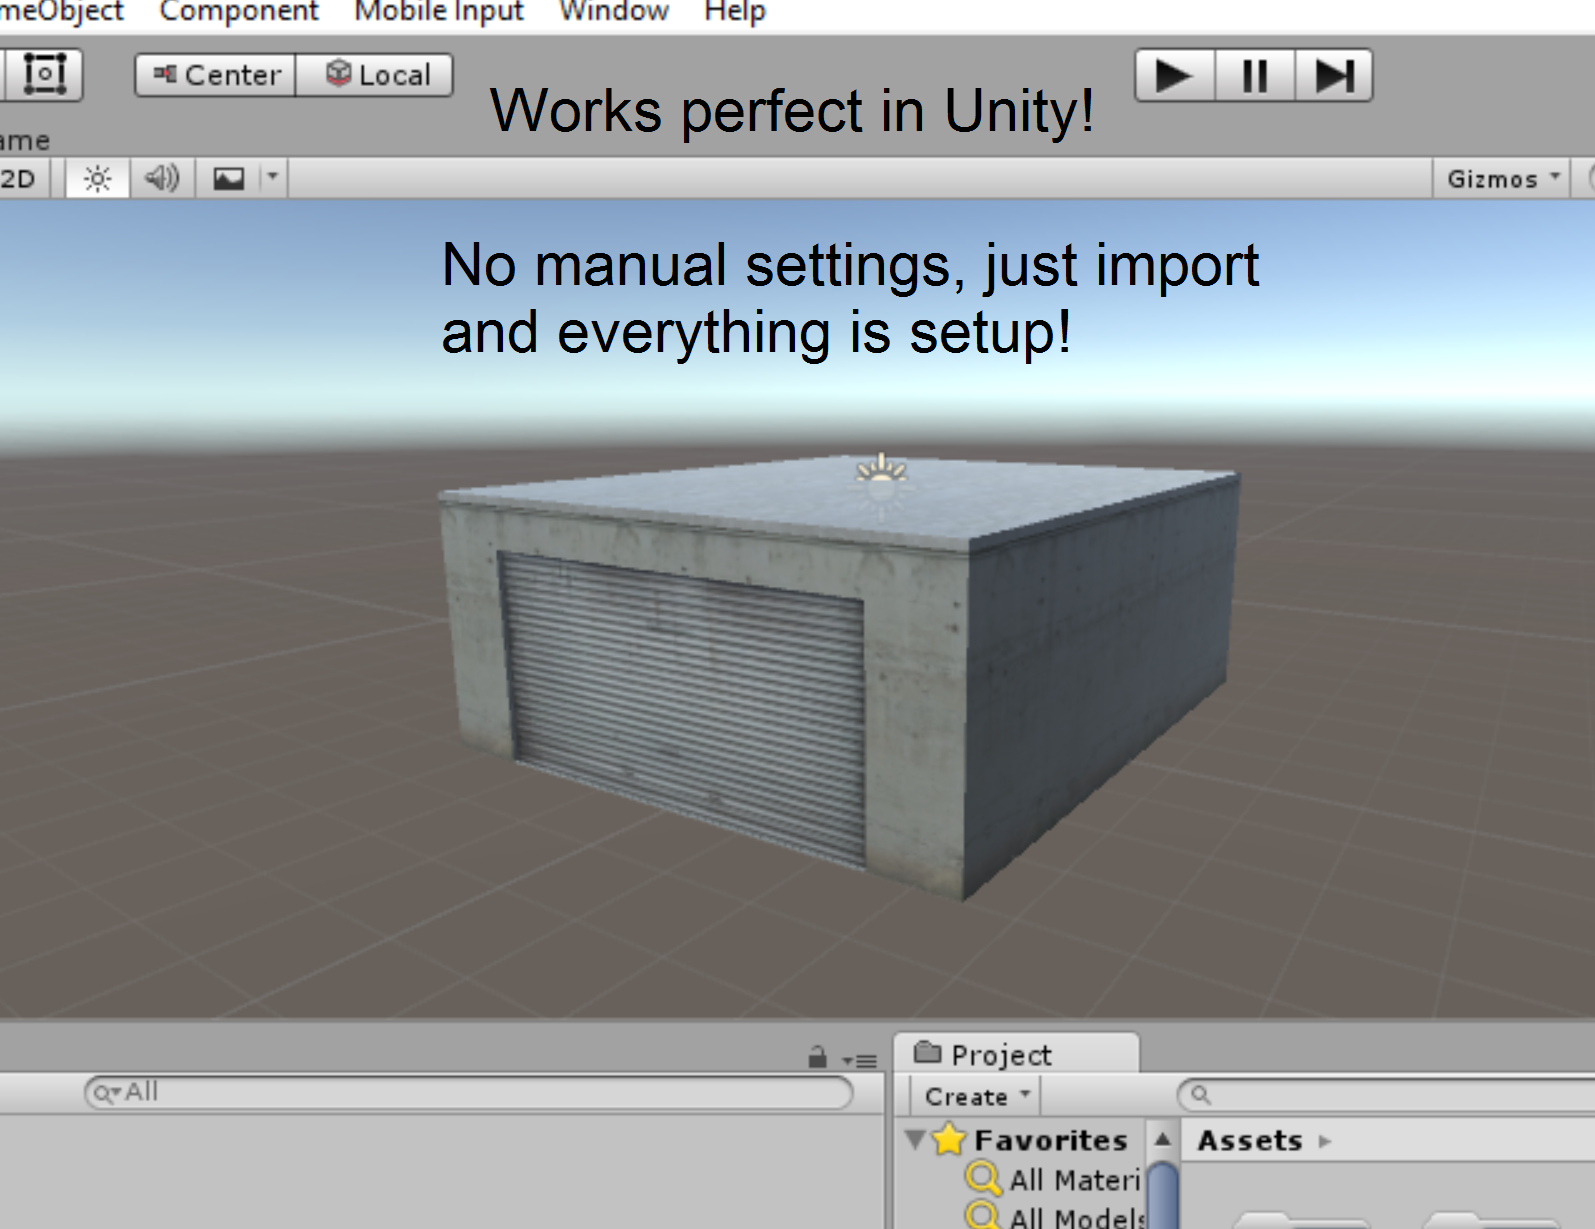 meObject Component Mobile Input Window Help
Center Local
Works perfect in Unity!
ame
2D
Gizmos
No manual settings, just import
and everything is setup!
Project
All
Create
Favorites Assets
All Materi
All Models